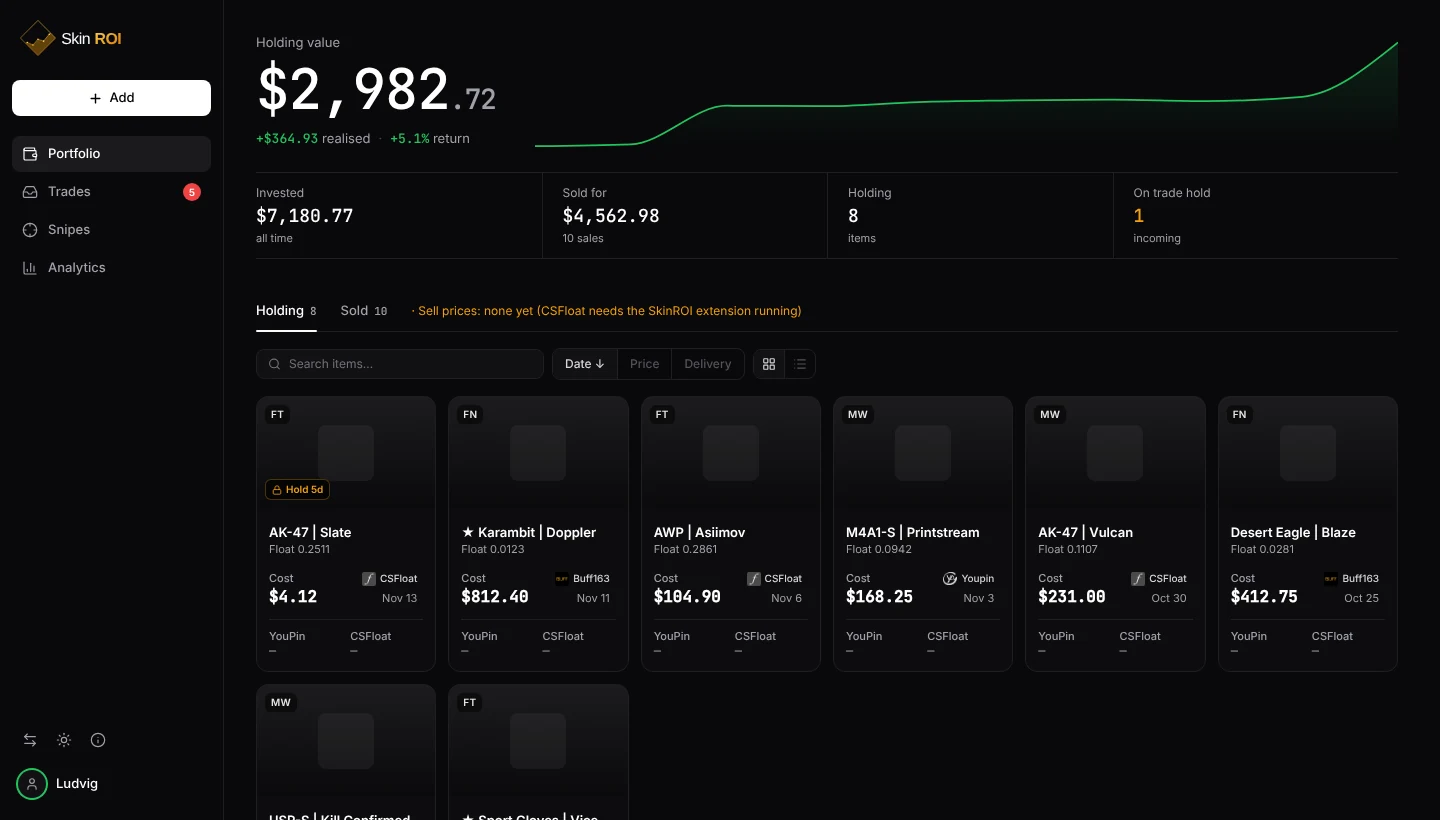 Skin ROI
Add
Portfolio
Trades 5
Snipes
Analytics
Ludvig
Holding value
$2,982.72
+$364.93 realised · +5.1% return
Invested
$7,180.77
all time
Sold for
$4,562.98
10 sales
Holding
8
items
On trade hold
1
incoming
Holding 8 Sold 10 · Sell prices: none yet (CSFloat needs the SkinROI extension running)
Search items...
Date ↓ Price Delivery
FT
Hold 5d
AK-47 | Slate
Float 0.2511
Cost CSFloat
$4.12 Nov 13
YouPin CSFloat
– –
FN
★ Karambit | Doppler
Float 0.0123
Cost Buff163
$812.40 Nov 11
YouPin CSFloat
– –
FT
AWP | Asiimov
Float 0.2861
Cost CSFloat
$104.90 Nov 6
YouPin CSFloat
– –
MW
M4A1-S | Printstream
Float 0.0942
Cost Youpin
$168.25 Nov 3
YouPin CSFloat
– –
MW
AK-47 | Vulcan
Float 0.1107
Cost CSFloat
$231.00 Oct 30
YouPin CSFloat
– –
FN
Desert Eagle | Blaze
Float 0.0281
Cost Buff163
$412.75 Oct 25
YouPin CSFloat
– –
MW
USP-S | Kill Confirmed
FT
★ Sport Gloves | Vice